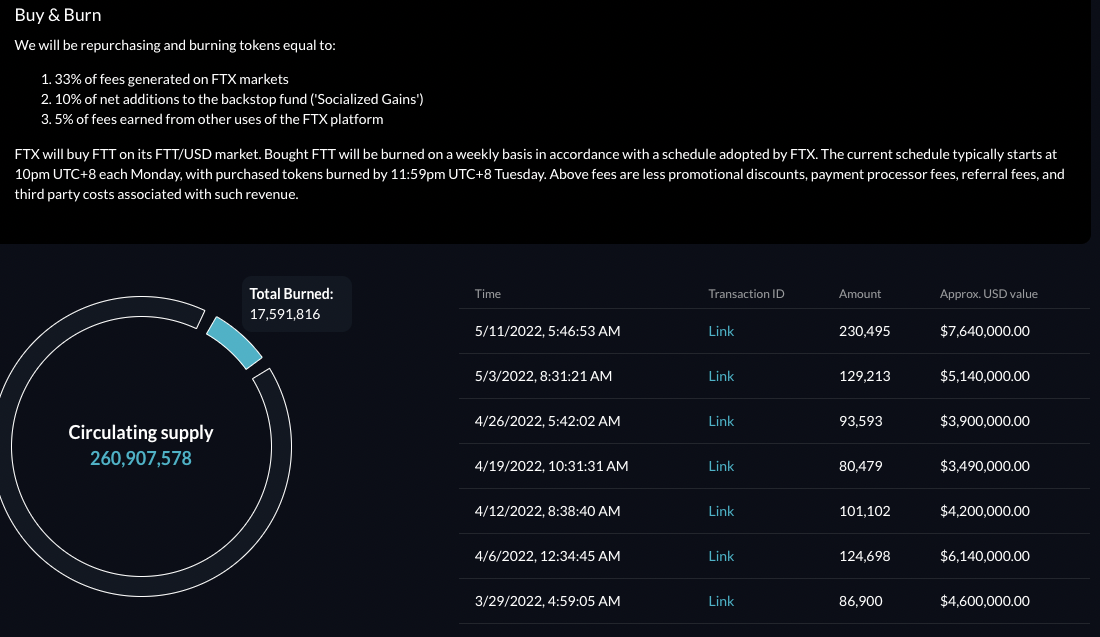 Buy & Burn
We will be repurchasing and burning tokens equal to:
1. 33% of fees generated on FTX markets
2. 10% of net additions to the backstop fund ('Socialized Gains')
3. 5% of fees earned from other uses of the FTX platform
FTX will buy FTT on its FTT/USD market. Bought FTT will be burned on a weekly basis in accordance with a schedule adopted by FTX. The current schedule typically starts at
10pm UTC+8 each Monday, with purchased tokens burned by 11:59pm UTC+8 Tuesday. Above fees are less promotional discounts, payment processor fees, referral fees, and
third party costs associated with such revenue.
Total Burned:
17,591,816
Circulating supply
260,907,578
Time Transaction ID Amount Approx. USD value
5/11/2022, 5:46:53 AM Link 230,495 $7,640,000.00
5/3/2022, 8:31:21 AM Link 129,213 $5,140,000.00
4/26/2022, 5:42:02 AM Link 93,593 $3,900,000.00
4/19/2022, 10:31:31 AM Link 80,479 $3,490,000.00
4/12/2022, 8:38:40 AM Link 101,102 $4,200,000.00
4/6/2022, 12:34:45 AM Link 124,698 $6,140,000.00
3/29/2022, 4:59:05 AM Link 86,900 $4,600,000.00